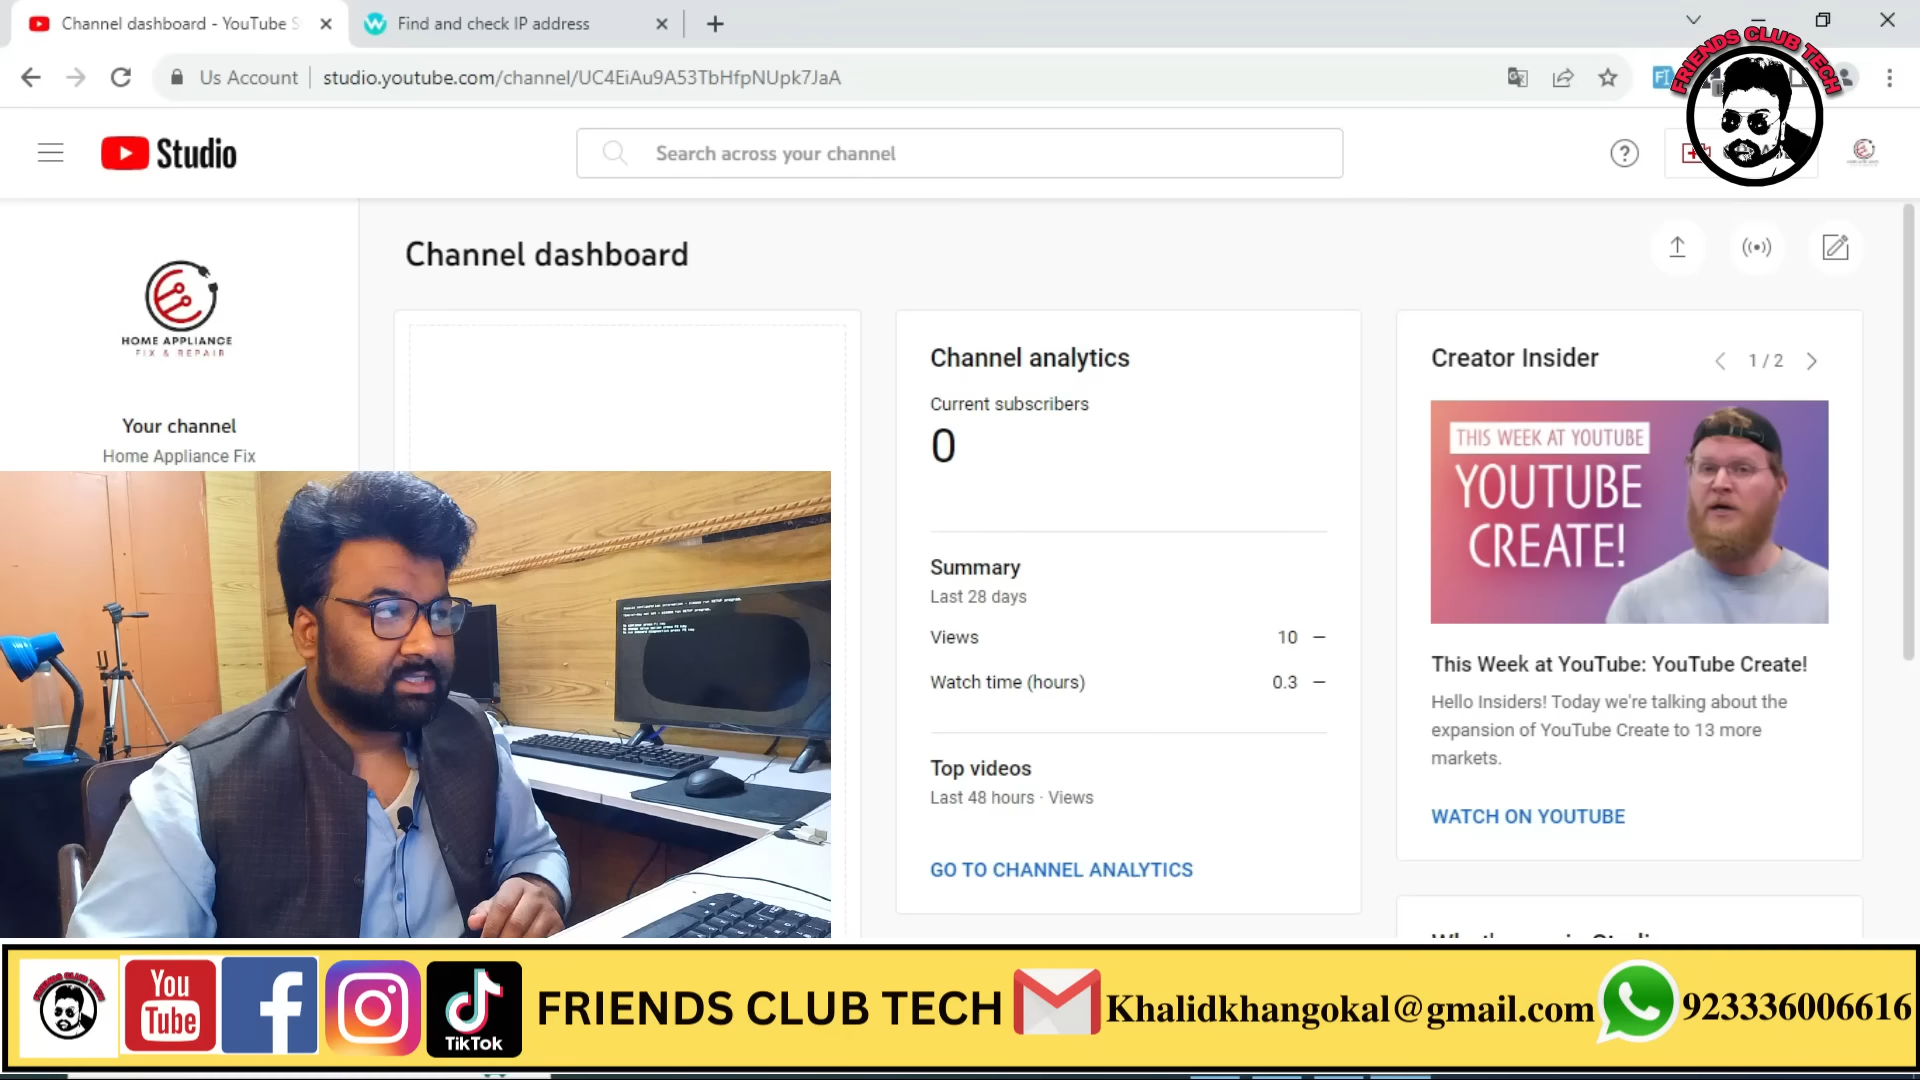 Channel dashboard - YouTube S
Find and check IP address
Us Account
studio.youtube.com/channel/UC4EiAu9A53TbHfpNUpk7JaA
FRIENDS CLUB TECH
Studio
Search across your channel
Channel dashboard
HOME APPLIANCE
FIX & REPAIR
Your channel
Home Appliance Fix
Channel analytics
Current subscribers
0
Summary
Last 28 days
Views
10 —
Watch time (hours)
0.3 —
Top videos
Last 48 hours · Views
GO TO CHANNEL ANALYTICS
Creator Insider
1 / 2
THIS WEEK AT YOUTUBE
YOUTUBE
CREATE!
This Week at YouTube: YouTube Create!
Hello Insiders! Today we're talking about the
expansion of YouTube Create to 13 more
markets.
WATCH ON YOUTUBE
FRIENDS CLUB TECH
You
Tube
TikTok
FRIENDS CLUB TECH
Khalidkhangokal@gmail.com
923336006616